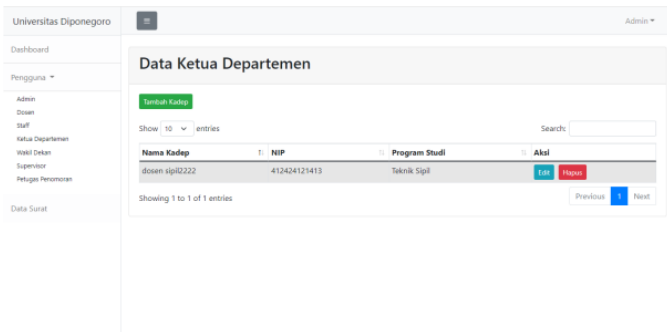 Universitas Diponegoro
Admin
Dashboard
Pengguna
Admin
Dosen
Staff
Ketua Departemen
Wakil Dekan
Supervisor
Petugas Penomoran
Data Surat
Data Ketua Departemen
Tambah Kadep
Show 10 entries
Search:
Nama Kadep NIP Program Studi Aksi
dosen sipil2222 412424121413 Teknik Sipil Edit Hapus
Showing 1 to 1 of 1 entries
Previous 1 Next